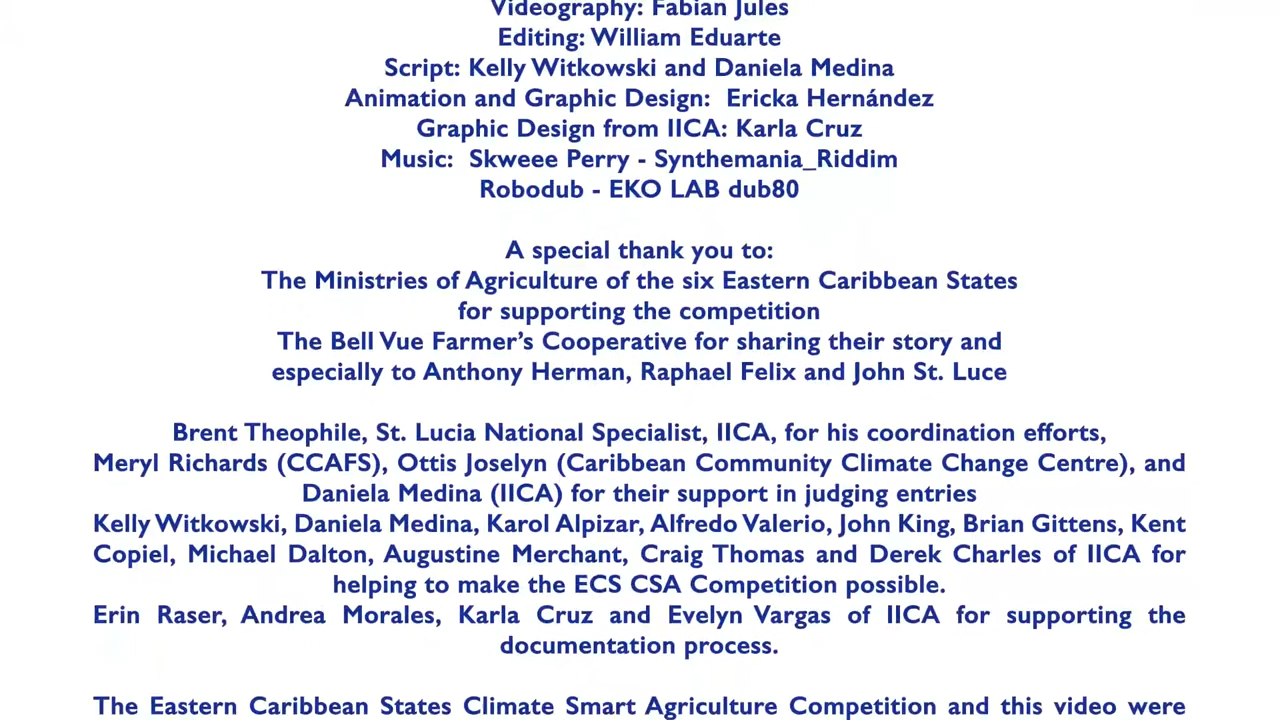 Videography: Fabian Jules
Editing: William Eduarte
Script: Kelly Witkowski and Daniela Medina
Animation and Graphic Design: Ericka Hernández
Graphic Design from IICA: Karla Cruz
Music: Skweee Perry - Synthemania_Riddim
Robodub - EKO LAB dub80
A special thank you to:
The Ministries of Agriculture of the six Eastern Caribbean States
for supporting the competition
The Bell Vue Farmer’s Cooperative for sharing their story and
especially to Anthony Herman, Raphael Felix and John St. Luce
Brent Theophile, St. Lucia National Specialist, IICA, for his coordination efforts,
Meryl Richards (CCAFS), Ottis Joselyn (Caribbean Community Climate Change Centre), and
Daniela Medina (IICA) for their support in judging entries
Kelly Witkowski, Daniela Medina, Karol Alpizar, Alfredo Valerio, John King, Brian Gittens, Kent
Copiel, Michael Dalton, Augustine Merchant, Craig Thomas and Derek Charles of IICA for
helping to make the ECS CSA Competition possible.
Erin Raser, Andrea Morales, Karla Cruz and Evelyn Vargas of IICA for supporting the
documentation process.
The Eastern Caribbean States Climate Smart Agriculture Competition and this video were